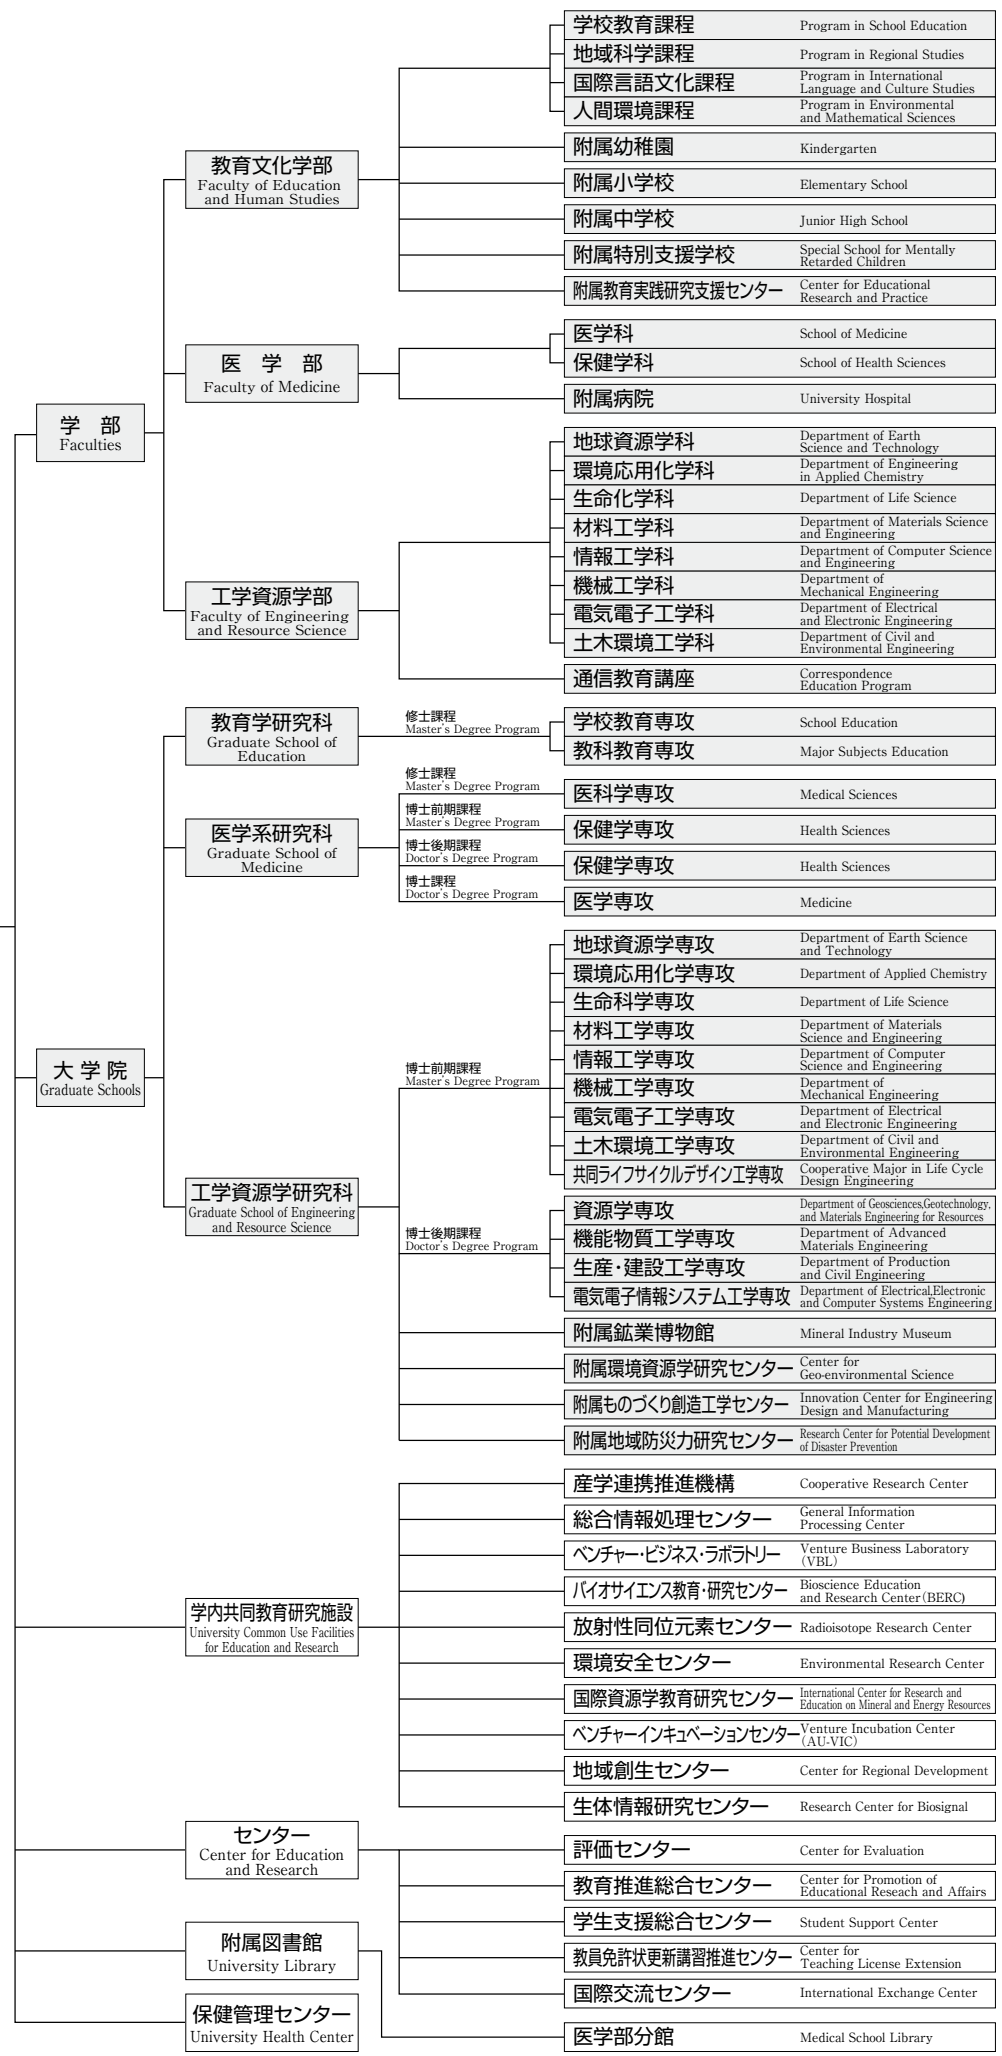 学部
Faculties
教育文化学部
Faculty of Education
and Human Studies
学校教育課程
Program in School Education
地域科学課程
Program in Regional Studies
国際言語文化課程
Program in International
Language and Culture Studies
人間環境課程
Program in Environmental
and Mathematical Sciences
附属幼稚園
Kindergarten
附属小学校
Elementary School
附属中学校
Junior High School
附属特別支援学校
Special School for Mentally
Retarded Children
附属教育実践研究支援センター
Center for Educational
Research and Practice
医学部
Faculty of Medicine
医学科
School of Medicine
保健学科
School of Health Sciences
附属病院
University Hospital
工学資源学部
Faculty of Engineering
and Resource Science
地球資源学科
Department of Earth
Science and Technology
環境応用化学科
Department of Engineering
in Applied Chemistry
生命化学科
Department of Life Science
材料工学科
Department of Materials Science
and Engineering
情報工学科
Department of Computer Science
and Engineering
機械工学科
Department of
Mechanical Engineering
電気電子工学科
Department of Electrical
and Electronic Engineering
土木環境工学科
Department of Civil and
Environmental Engineering
通信教育講座
Correspondence
Education Program
大学院
Graduate Schools
教育学研究科
Graduate School of
Education
修士課程
Master's Degree Program
学校教育専攻
School Education
教科教育専攻
Major Subjects Education
医学系研究科
Graduate School of
Medicine
修士課程
Master's Degree Program
医科学専攻
Medical Sciences
博士前期課程
Master's Degree Program
保健学専攻
Health Sciences
博士後期課程
Doctor's Degree Program
保健学専攻
Health Sciences
博士課程
Doctor's Degree Program
医学専攻
Medicine
工学資源学研究科
Graduate School of Engineering
and Resource Science
博士前期課程
Master's Degree Program
地球資源学専攻
Department of Earth Science
and Technology
環境応用化学専攻
Department of Applied Chemistry
生命科学専攻
Department of Life Science
材料工学専攻
Department of Materials
Science and Engineering
情報工学専攻
Department of Computer
Science and Engineering
機械工学専攻
Department of
Mechanical Engineering
電気電子工学専攻
Department of Electrical
and Electronic Engineering
土木環境工学専攻
Department of Civil and
Environmental Engineering
共同ライフサイクルデザイン工学専攻
Cooperative Major in Life Cycle
Design Engineering
博士後期課程
Doctor's Degree Program
資源学専攻
Department of Geosciences,Geotechnology,
and Materials Engineering for Resources
機能物質工学専攻
Department of Advanced
Materials Engineering
生産・建設工学専攻
Department of Production
and Civil Engineering
電気電子情報システム工学専攻
Department of Electrical,Electronic
and Computer Systems Engineering
附属鉱業博物館
Mineral Industry Museum
附属環境資源学研究センター
Center for
Geo-environmental Science
附属ものづくり創造工学センター
Innovation Center for Engineering
Design and Manufacturing
附属地域防災力研究センター
Research Center for Potential Development
of Disaster Prevention
学内共同教育研究施設
University Common Use Facilities
for Education and Research
産学連携推進機構
Cooperative Research Center
総合情報処理センター
General Information
Processing Center
ベンチャー・ビジネス・ラボラトリー
Venture Business Laboratory
(VBL)
バイオサイエンス教育・研究センター
Bioscience Education
and Research Center(BERC)
放射性同位元素センター
Radioisotope Research Center
環境安全センター
Environmental Research Center
国際資源学教育研究センター
International Center for Research and
Education on Mineral and Energy Resources
ベンチャーインキュベーションセンター
Venture Incubation Center
(AU-VIC)
地域創生センター
Center for Regional Development
生体情報研究センター
Research Center for Biosignal
センター
Center for Education
and Research
評価センター
Center for Evaluation
教育推進総合センター
Center for Promotion of
Educational Reseach and Affairs
学生支援総合センター
Student Support Center
教員免許状更新講習推進センター
Center for
Teaching License Extension
国際交流センター
International Exchange Center
附属図書館
University Library
医学部分館
Medical School Library
保健管理センター
University Health Center